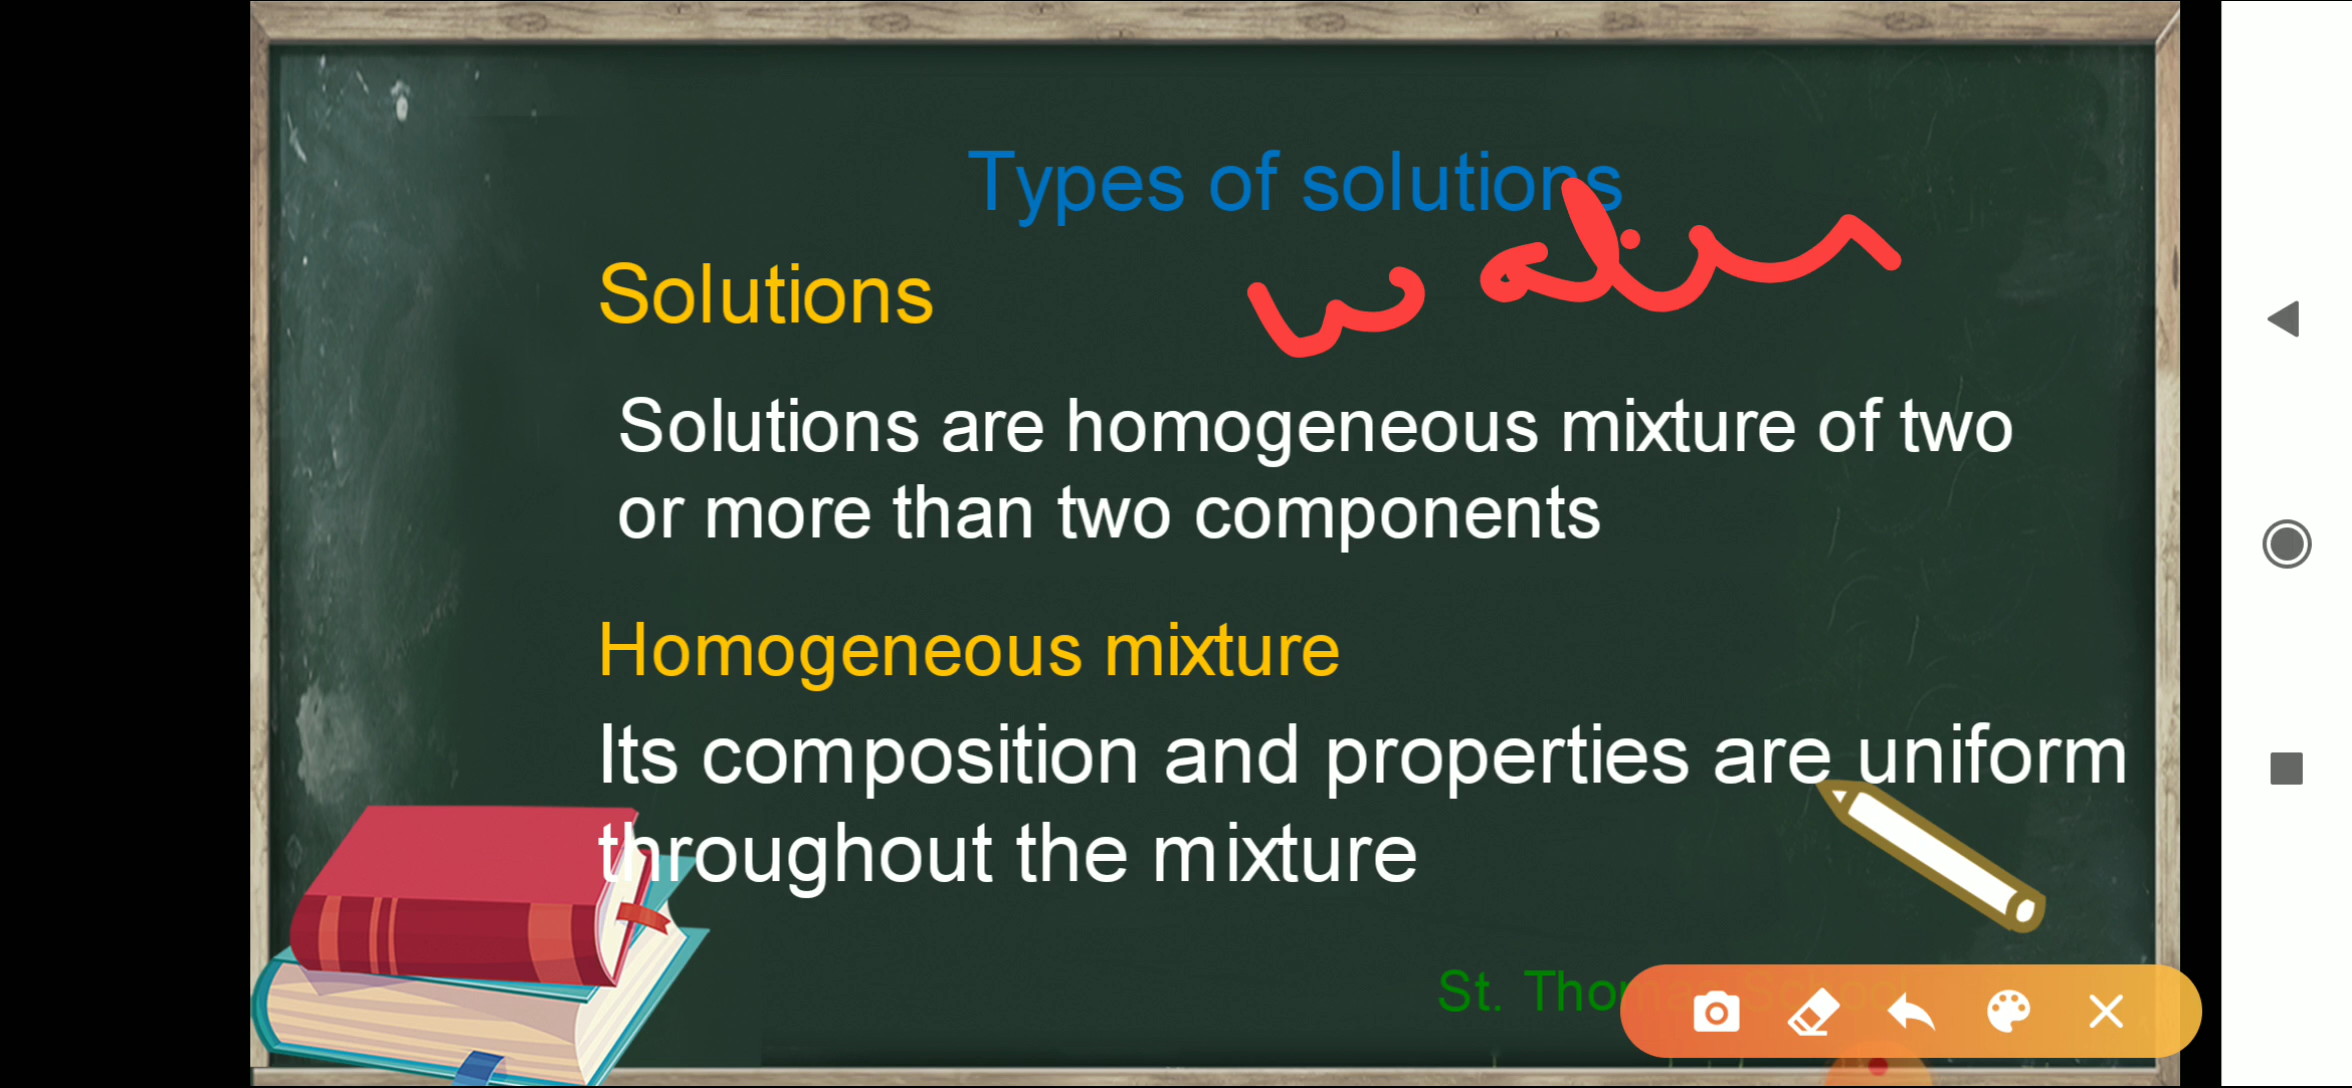 Types of solutions
Solutions
water
Solutions are homogeneous mixture of two
or more than two components
Homogeneous mixture
Its composition and properties are uniform
throughout the mixture
St.